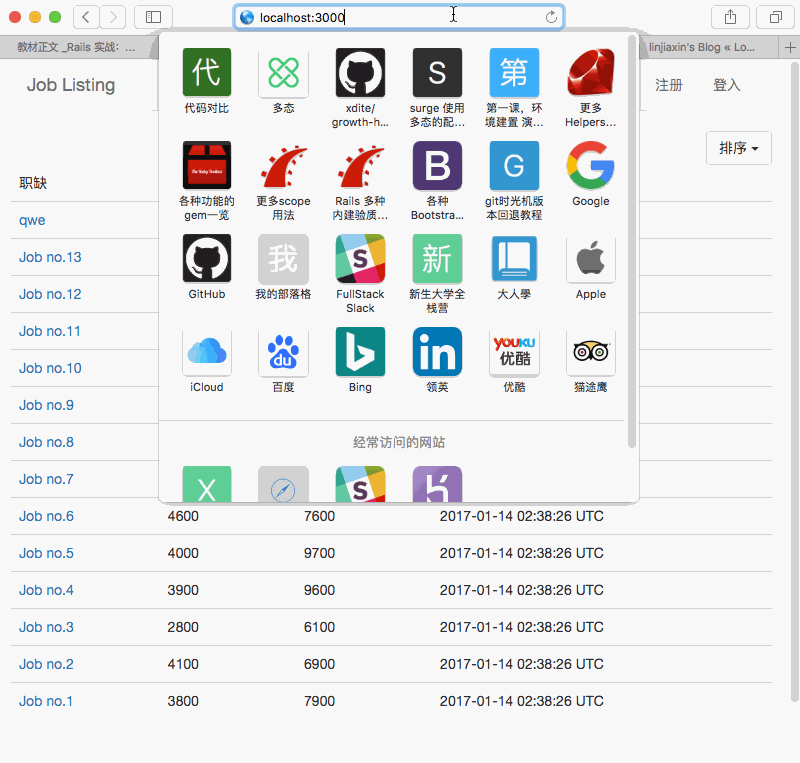 localhost:3000
教材正文 _Rails 实战：…
linjiaxin's Blog « Lo…
Job Listing
注册
登入
排序
代
S
第
代码对比
多态
xdite/
growth-h…
surge 使用
多态的配…
第一课，环
境建置 演…
更多
Helpers…
The Ruby Toolbox
B
G
各种功能的
gem一览
更多scope
用法
Rails 多种
内建验质…
各种
Bootstra…
git时光机版
本回退教程
Google
我
S
新
GitHub
我的部落格
FullStack
Slack
新生大学全
栈营
大人學
Apple
du
in
YOUKU
优酷
iCloud
百度
Bing
领英
优酷
猫途鹰
经常访问的网站
X
S
职缺
qwe
Job no.13
Job no.12
Job no.11
Job no.10
Job no.9
Job no.8
Job no.7
Job no.6 4600 7600 2017-01-14 02:38:26 UTC
Job no.5 4000 9700 2017-01-14 02:38:26 UTC
Job no.4 3900 9600 2017-01-14 02:38:26 UTC
Job no.3 2800 6100 2017-01-14 02:38:26 UTC
Job no.2 4100 6900 2017-01-14 02:38:26 UTC
Job no.1 3800 7900 2017-01-14 02:38:26 UTC